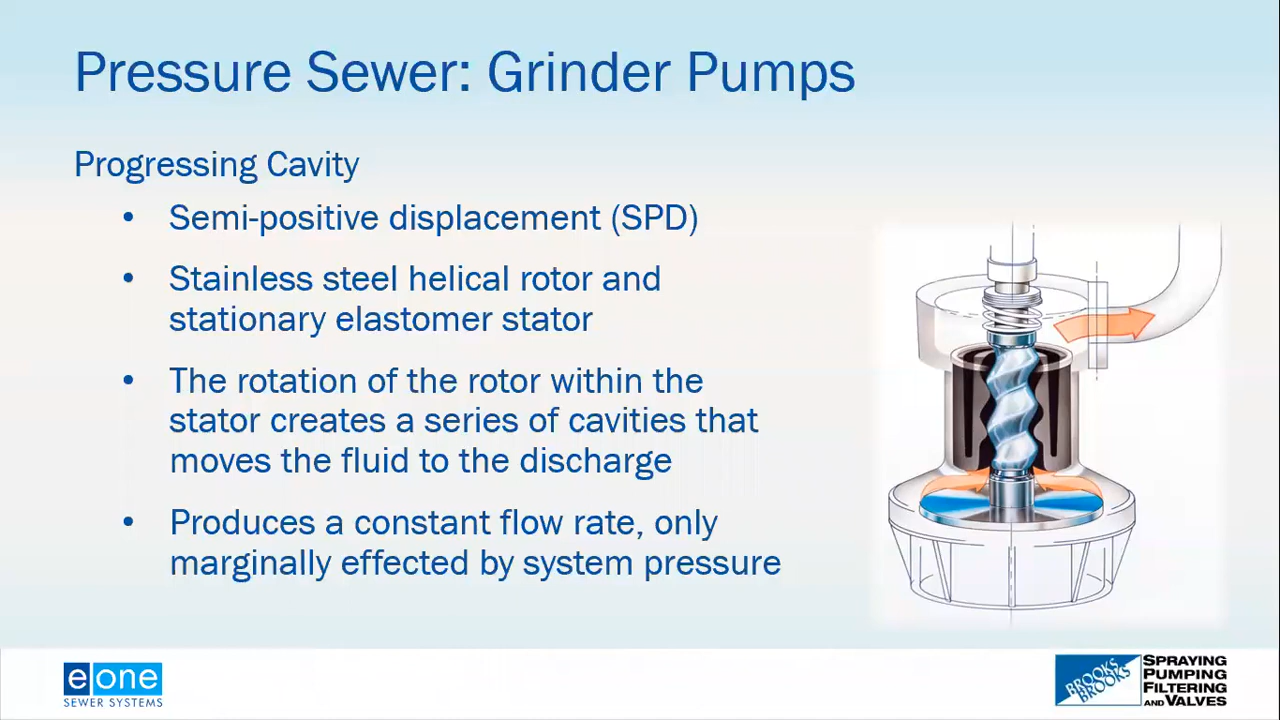 Pressure Sewer: Grinder Pumps
Progressing Cavity
• Semi-positive displacement (SPD)
• Stainless steel helical rotor and
stationary elastomer stator
• The rotation of the rotor within the
stator creates a series of cavities that
moves the fluid to the discharge
• Produces a constant flow rate, only
marginally effected by system pressure
eone
SEWER SYSTEMS
BROOKS
BROOKS
SPRAYING
PUMPING
FILTERING
AND VALVES